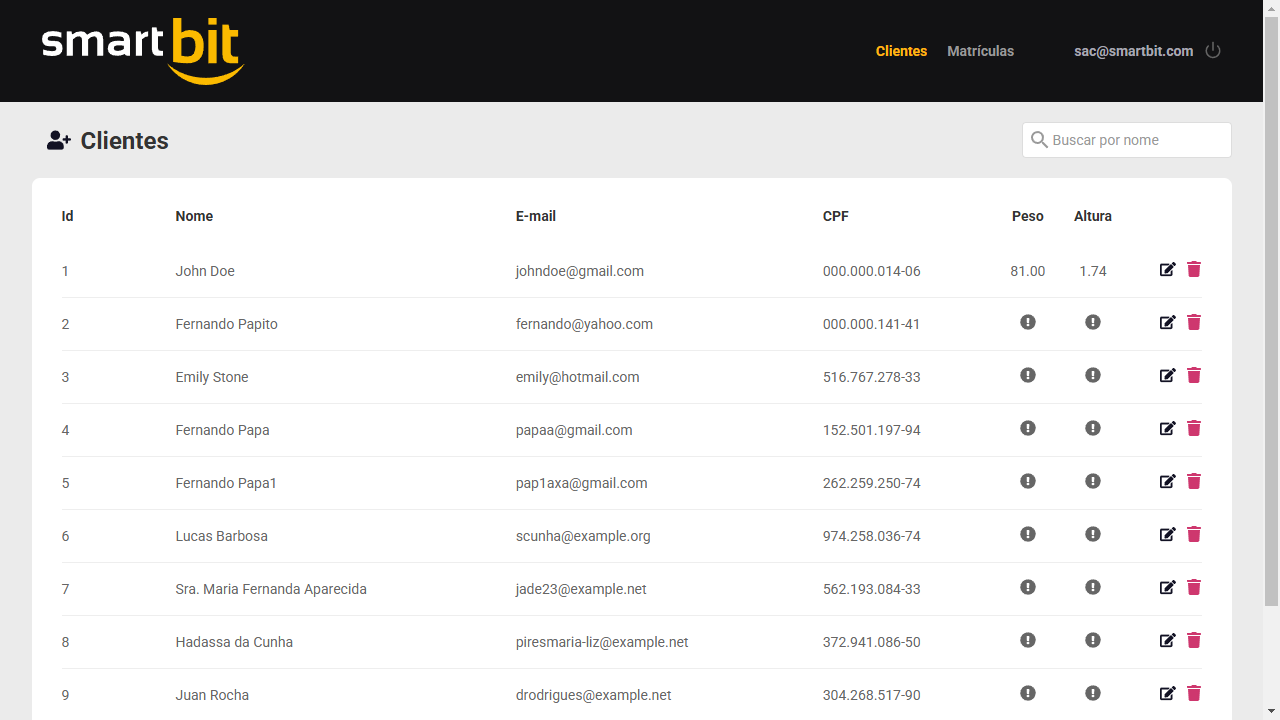 smartbit
Clientes Matrículas sac@smartbit.com
Clientes Buscar por nome
Id Nome E-mail CPF Peso Altura
1 John Doe johndoe@gmail.com 000.000.014-06 81.00 1.74
2 Fernando Papito fernando@yahoo.com 000.000.141-41
3 Emily Stone emily@hotmail.com 516.767.278-33
4 Fernando Papa papaa@gmail.com 152.501.197-94
5 Fernando Papa1 pap1axa@gmail.com 262.259.250-74
6 Lucas Barbosa scunha@example.org 974.258.036-74
7 Sra. Maria Fernanda Aparecida jade23@example.net 562.193.084-33
8 Hadassa da Cunha piresmaria-liz@example.net 372.941.086-50
9 Juan Rocha drodrigues@example.net 304.268.517-90